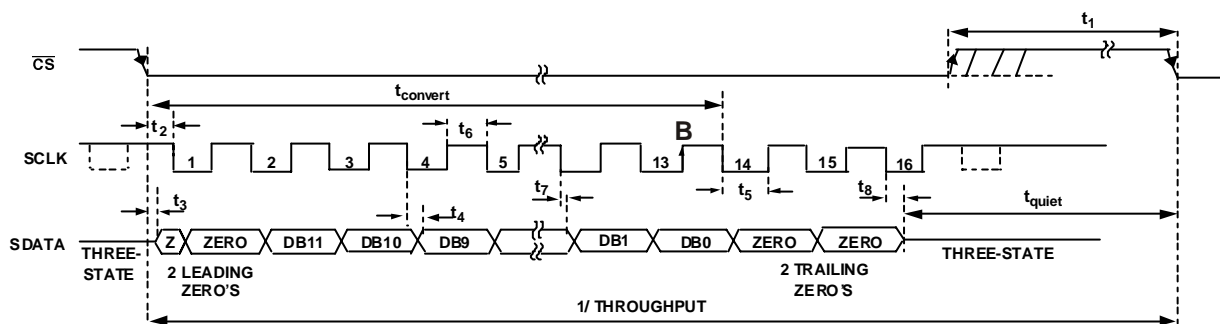 t1
CS
tconvert
t2
t6
B
SCLK
1 2 3 4 5 13 14 15 16
t7
t5
t8
t3
t4
tquiet
SDATA
Z ZERO DB11 DB10 DB9 DB1 DB0 ZERO ZERO
THREE-
STATE
THREE-STATE
2 LEADING
ZERO'S
2 TRAILING
ZERO'S
1/ THROUGHPUT